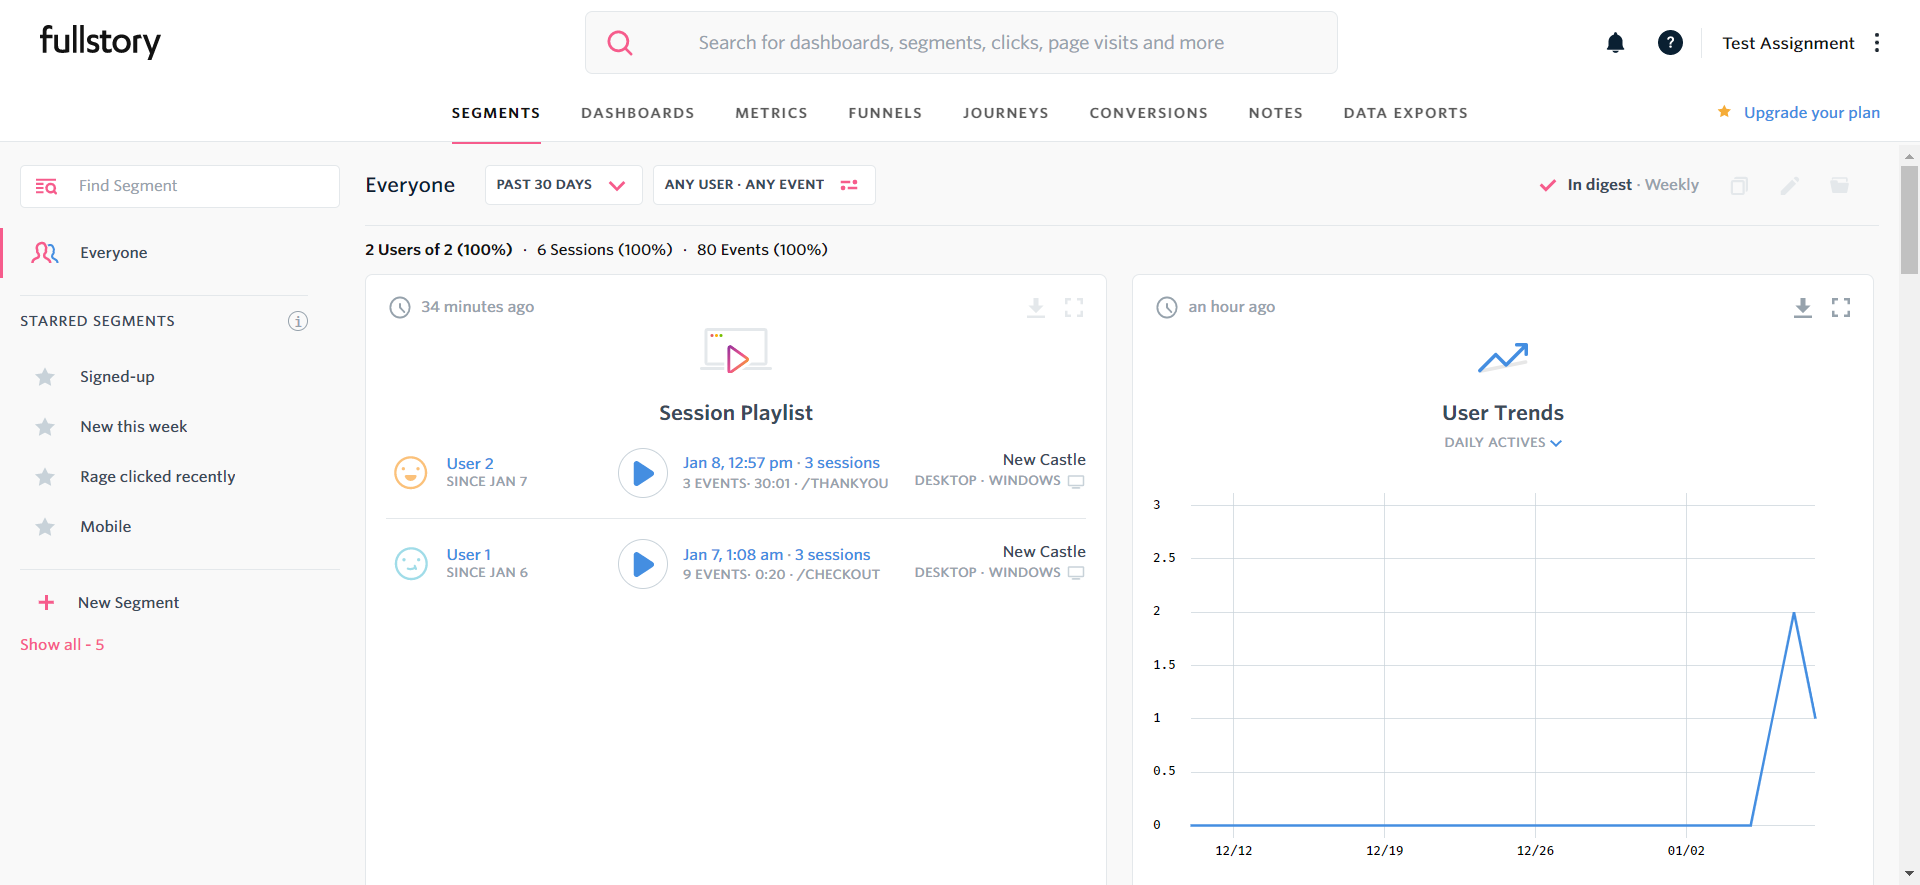 fullstory
Search for dashboards, segments, clicks, page visits and more
?
Test Assignment
SEGMENTS
DASHBOARDS
METRICS
FUNNELS
JOURNEYS
CONVERSIONS
NOTES
DATA EXPORTS
Upgrade your plan
Find Segment
Everyone
STARRED SEGMENTS
i
Signed-up
New this week
Rage clicked recently
Mobile
New Segment
Show all - 5
Everyone
PAST 30 DAYS
ANY USER · ANY EVENT
In digest · Weekly
2 Users of 2 (100%) · 6 Sessions (100%) · 80 Events (100%)
34 minutes ago
Session Playlist
User 2
SINCE JAN 7
Jan 8, 12:57 pm · 3 sessions
3 EVENTS· 30:01 · /THANKYOU
New Castle
DESKTOP · WINDOWS
User 1
SINCE JAN 6
Jan 7, 1:08 am · 3 sessions
9 EVENTS· 0:20 · /CHECKOUT
New Castle
DESKTOP · WINDOWS
an hour ago
User Trends
DAILY ACTIVES
3
2.5
2
1.5
1
0.5
0
12/12
12/19
12/26
01/02